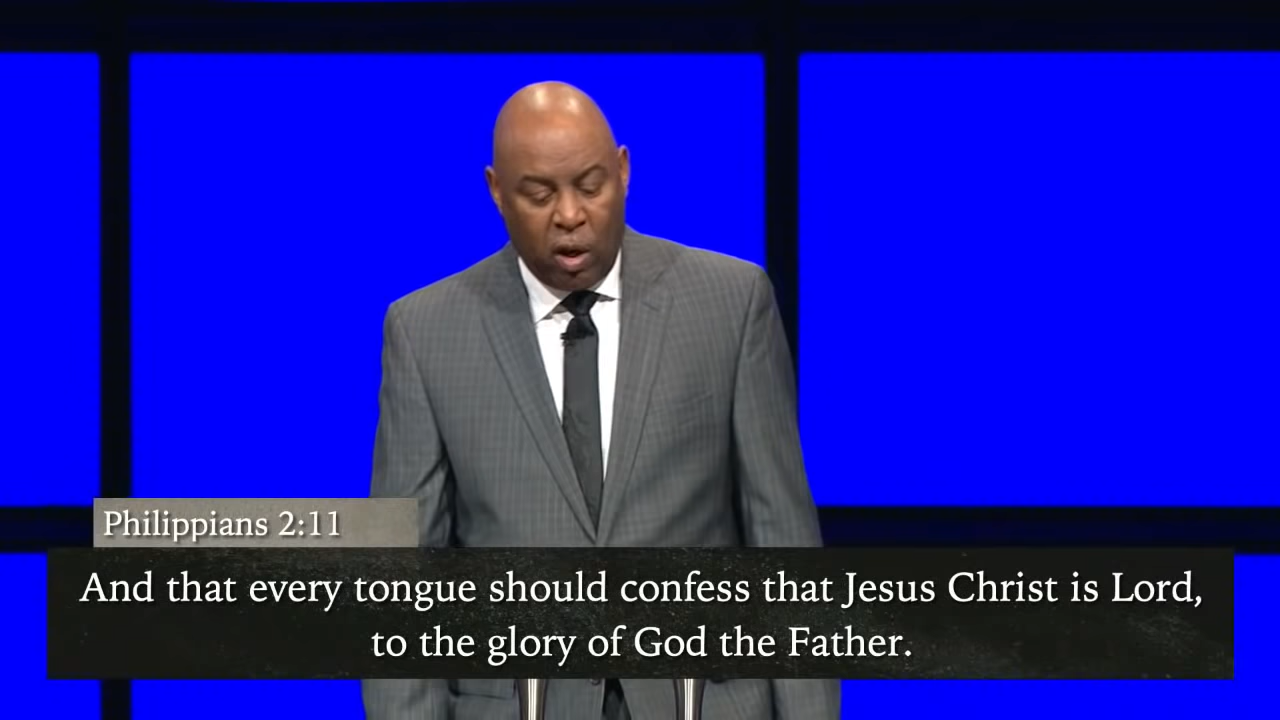 Philippians 2:11
And that every tongue should confess that Jesus Christ is Lord,
to the glory of God the Father.